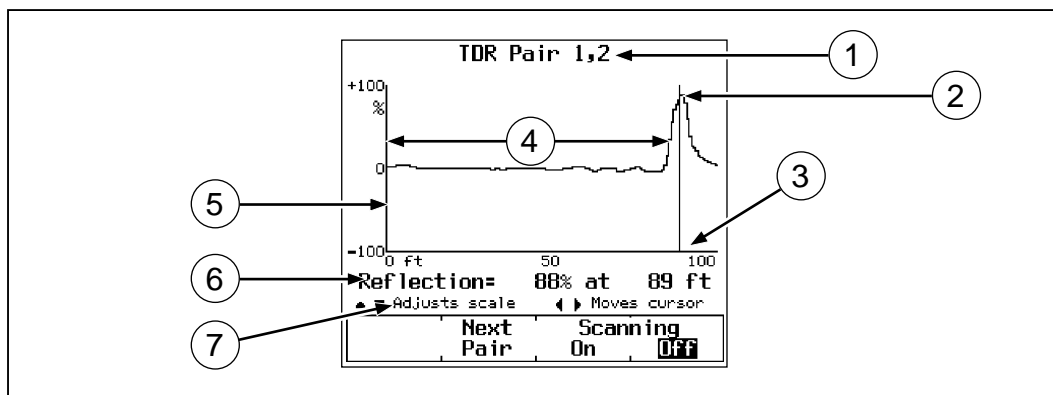 TDR Pair 1,2
1
+100
%
2
4
0
3
5
-100
0 ft 50 100
6
Reflection= 88% at 89 ft
= Adjusts scale Moves cursor
7
Next Pair
Scanning
On Off